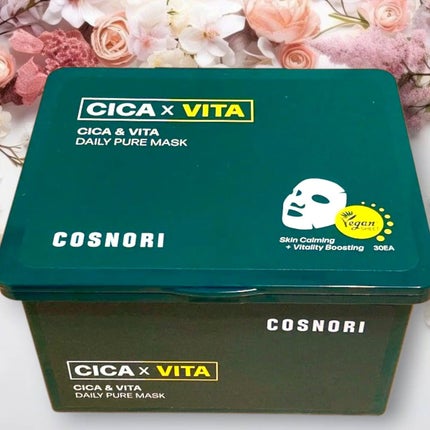 CICA x VITA
CICA & VITA
DAILY PURE MASK
COSNORI
Vegan
Skin Calming
+ Vitality Boosting
30EA
COSNORI
CICA x VITA
CICA & VITA
DAILY PURE MASK